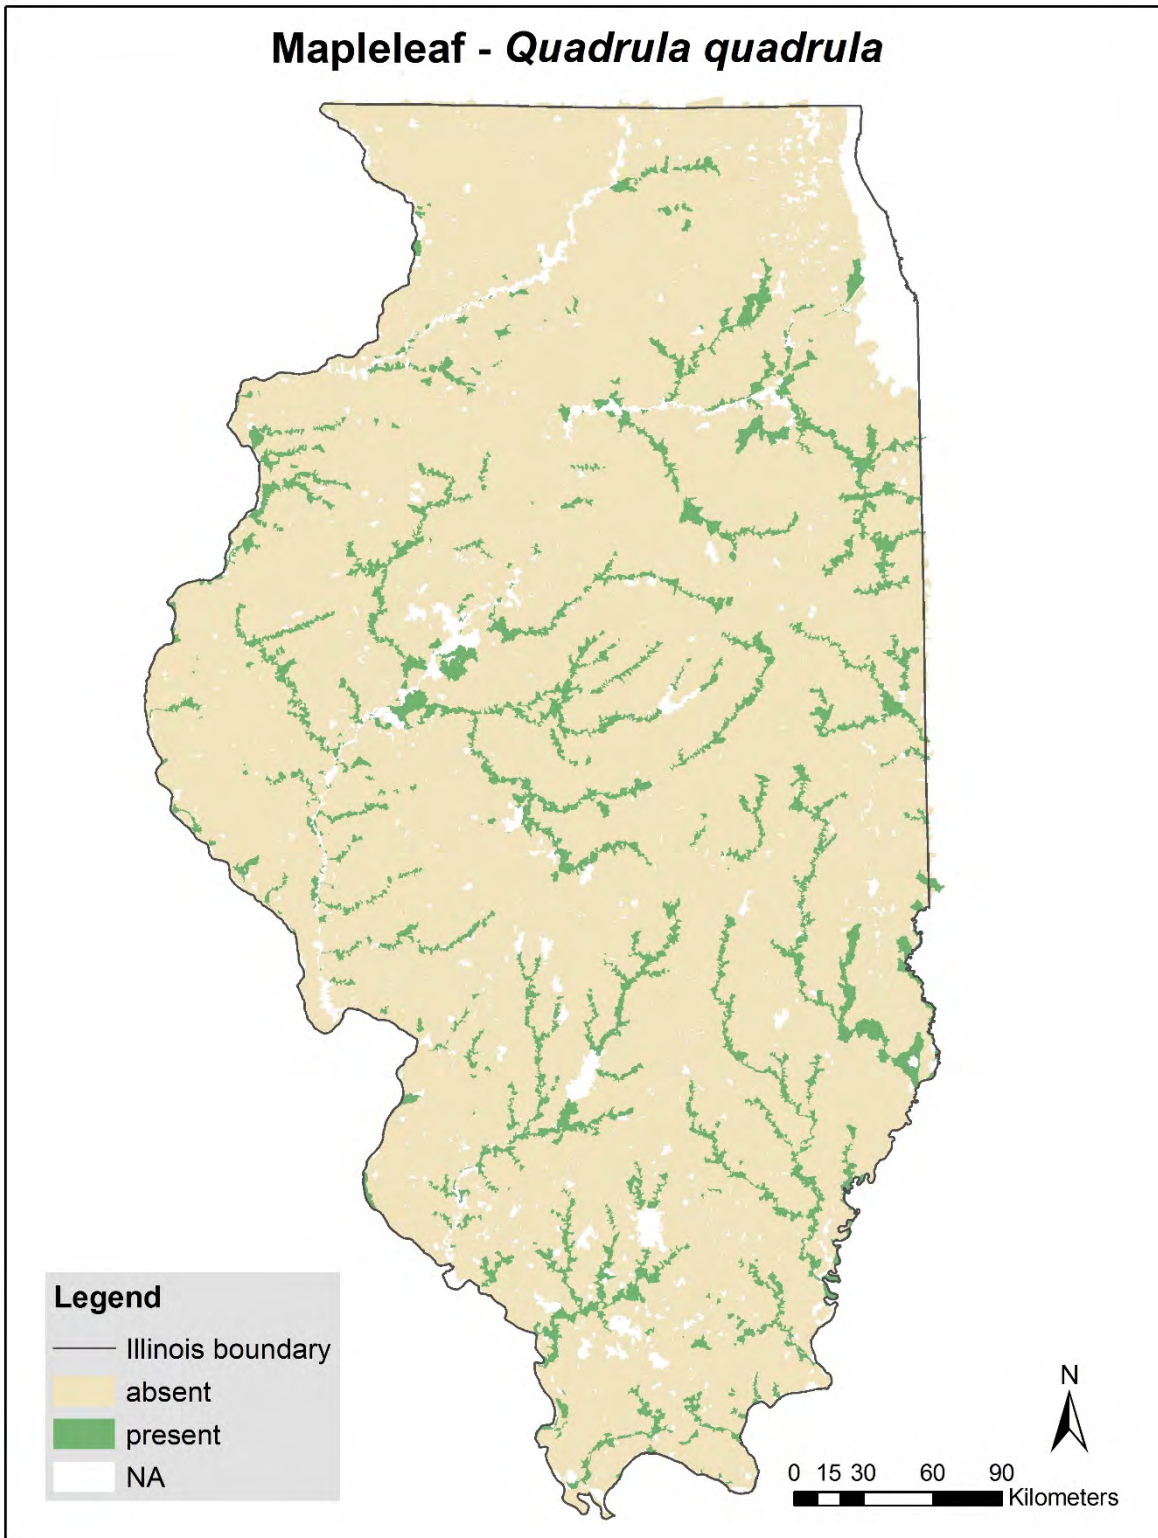 Mapleleaf - Quadrula quadrula
Legend
Illinois boundary
absent
present
NA
N
0 15 30 60 90
Kilometers